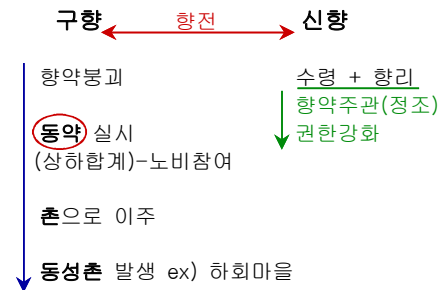 구향 향전 신향
향약붕괴
동약 실시
(상하합계)-노비참여
촌으로 이주
동성촌 발생 ex) 하회마을
수령 + 향리
향약주관(정조)
권한강화